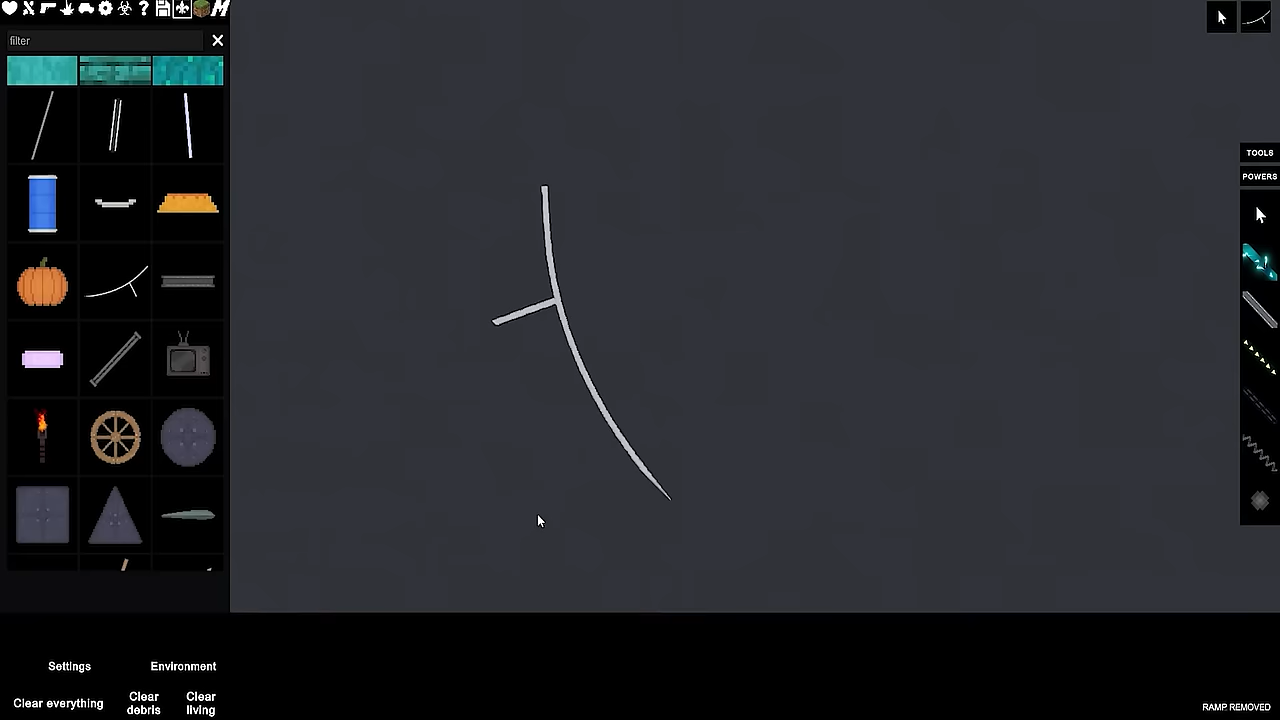 filter
TOOLS
POWERS
Settings
Environment
Clear everything
Clear debris
Clear living
RAMP REMOVED